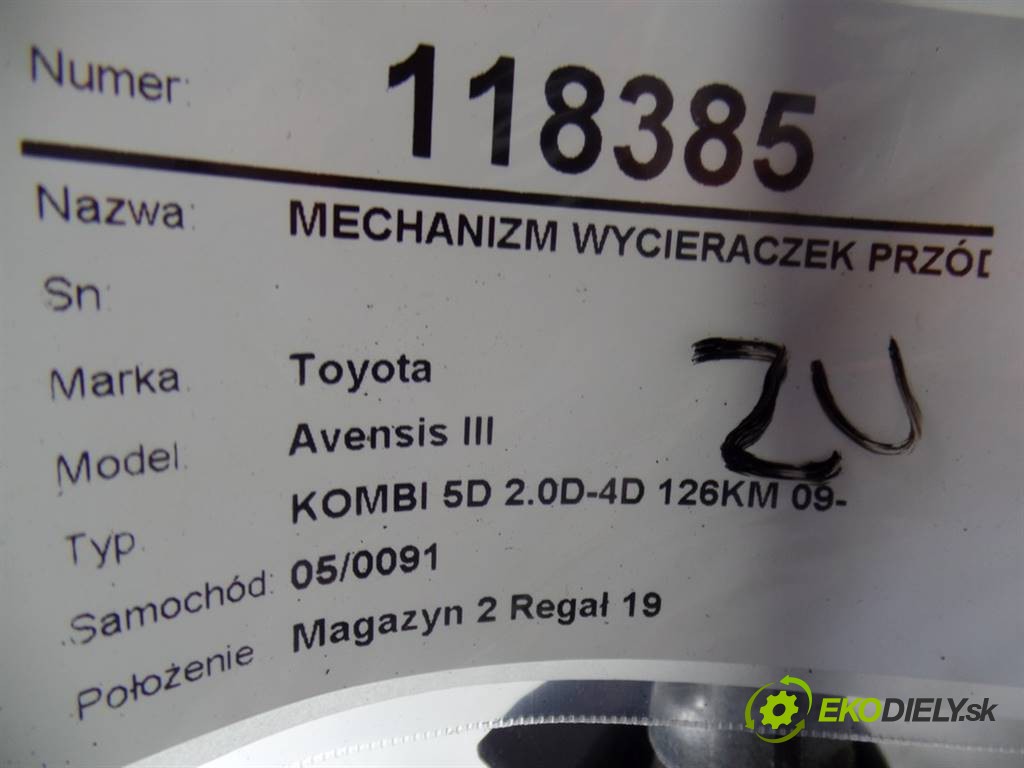 Numer: 118385
Nazwa: MECHANIZM WYCIERACZEK PRZÓD
Sn:
Marka: Toyota
Model: Avensis III
ZU
Typ: KOMBI 5D 2.0D-4D 126KM 09-
Samochód: 05/0091
Położenie Magazyn 2 Regał 19
EKODIELY.sk